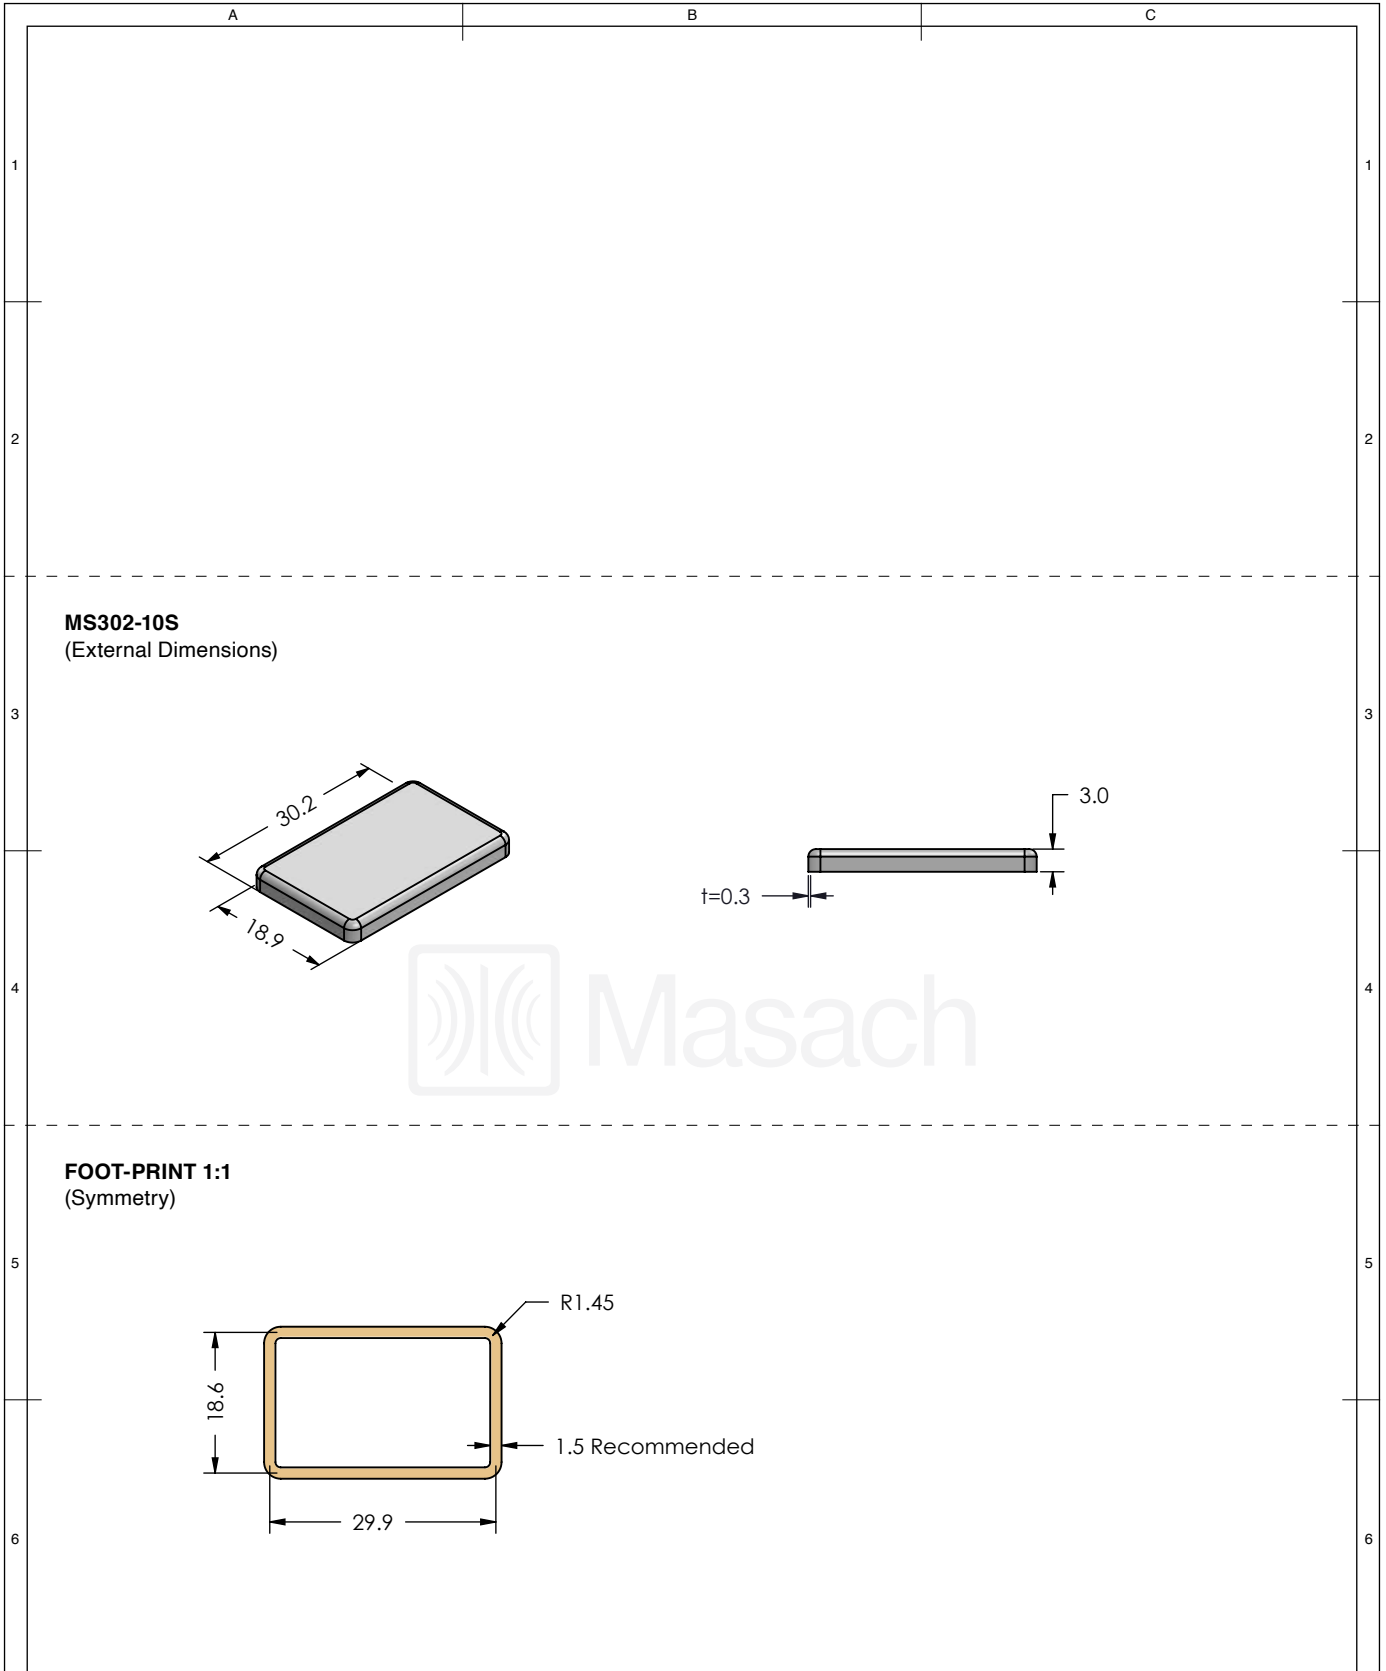 A B C
1 1
2 2
MS302-10S
(External Dimensions)
3 3
30.2
18.9
3.0
t=0.3
Masach
4 4
FOOT-PRINT 1:1
(Symmetry)
5 5
R1.45
18.6
1.5 Recommended
29.9
6 6